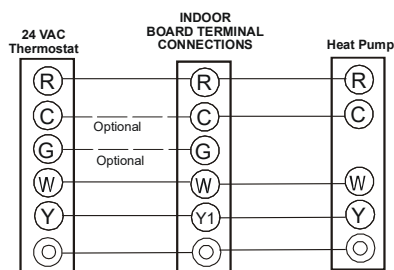 24 VAC
Thermostat
INDOOR
BOARD TERMINAL
CONNECTIONS
Heat Pump
R
R
R
C
Optional
C
C
G
Optional
G
W
W
W
Y
Y1
Y
O
O
O